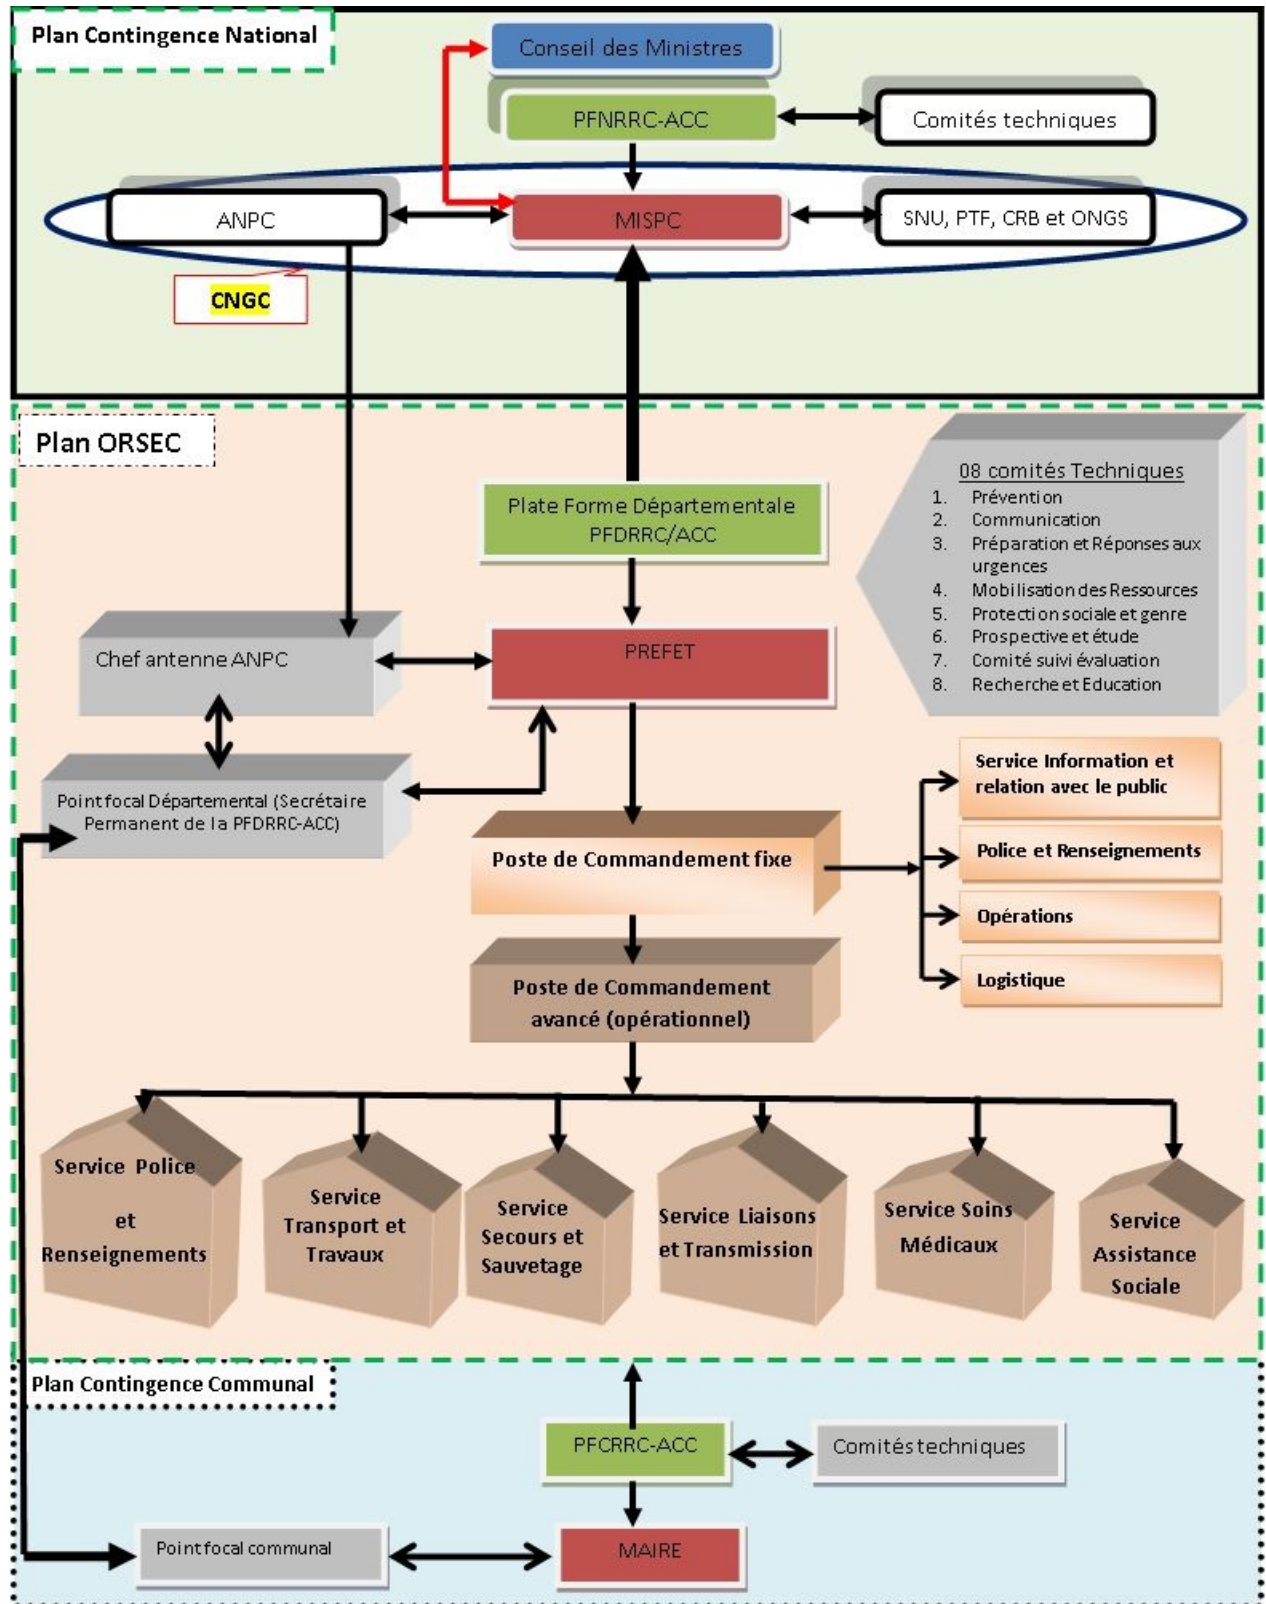 Plan Contingence National
Conseil des Ministres
PFNRRC-ACC
Comités techniques
ANPC
MISPC
SNU, PTF, CRB et ONGS
CNGC
Plan ORSEC
08 comités Techniques
1. Prévention
2. Communication
3. Préparation et Réponses aux
urgences
4. Mobilisation des Ressources
5. Protection sociale et genre
6. Prospective et étude
7. Comité suivi évaluation
8. Recherche et Education
Plate Forme Départementale
PFDRRC/ACC
Chef antenne ANPC
PREFET
Point focal Départemental (Secrétaire
Permanent de la PFDRRC-ACC)
Service Information et
relation avec le public
Poste de Commandement fixe
Police et Renseignements
Opérations
Logistique
Poste de Commandement
avancé (opérationnel)
Service Police
et
Renseignements
Service
Transport et
Travaux
Service
Secours et
Sauvetage
Service Liaisons
et Transmission
Service Soins
Médicaux
Service
Assistance
Sociale
Plan Contingence Communal
PFCRRC-ACC
Comités techniques
Point focal communal
MAIRE